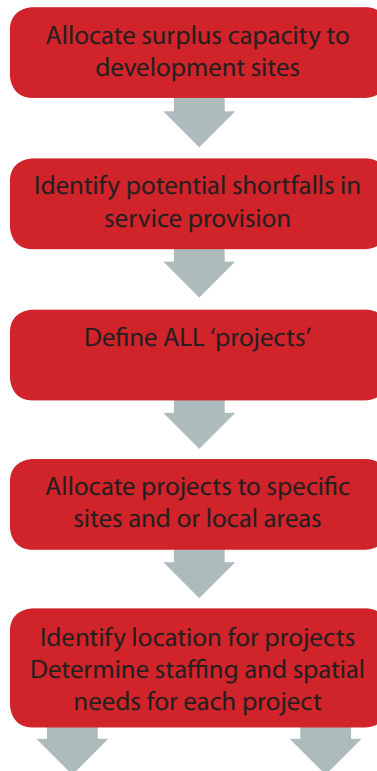 Allocate surplus capacity to
development sites
Identify potential shortfalls in
service provision
Define ALL ‘projects’
Allocate projects to specific
sites and or local areas
Identify location for projects
Determine staffing and spatial
needs for each project